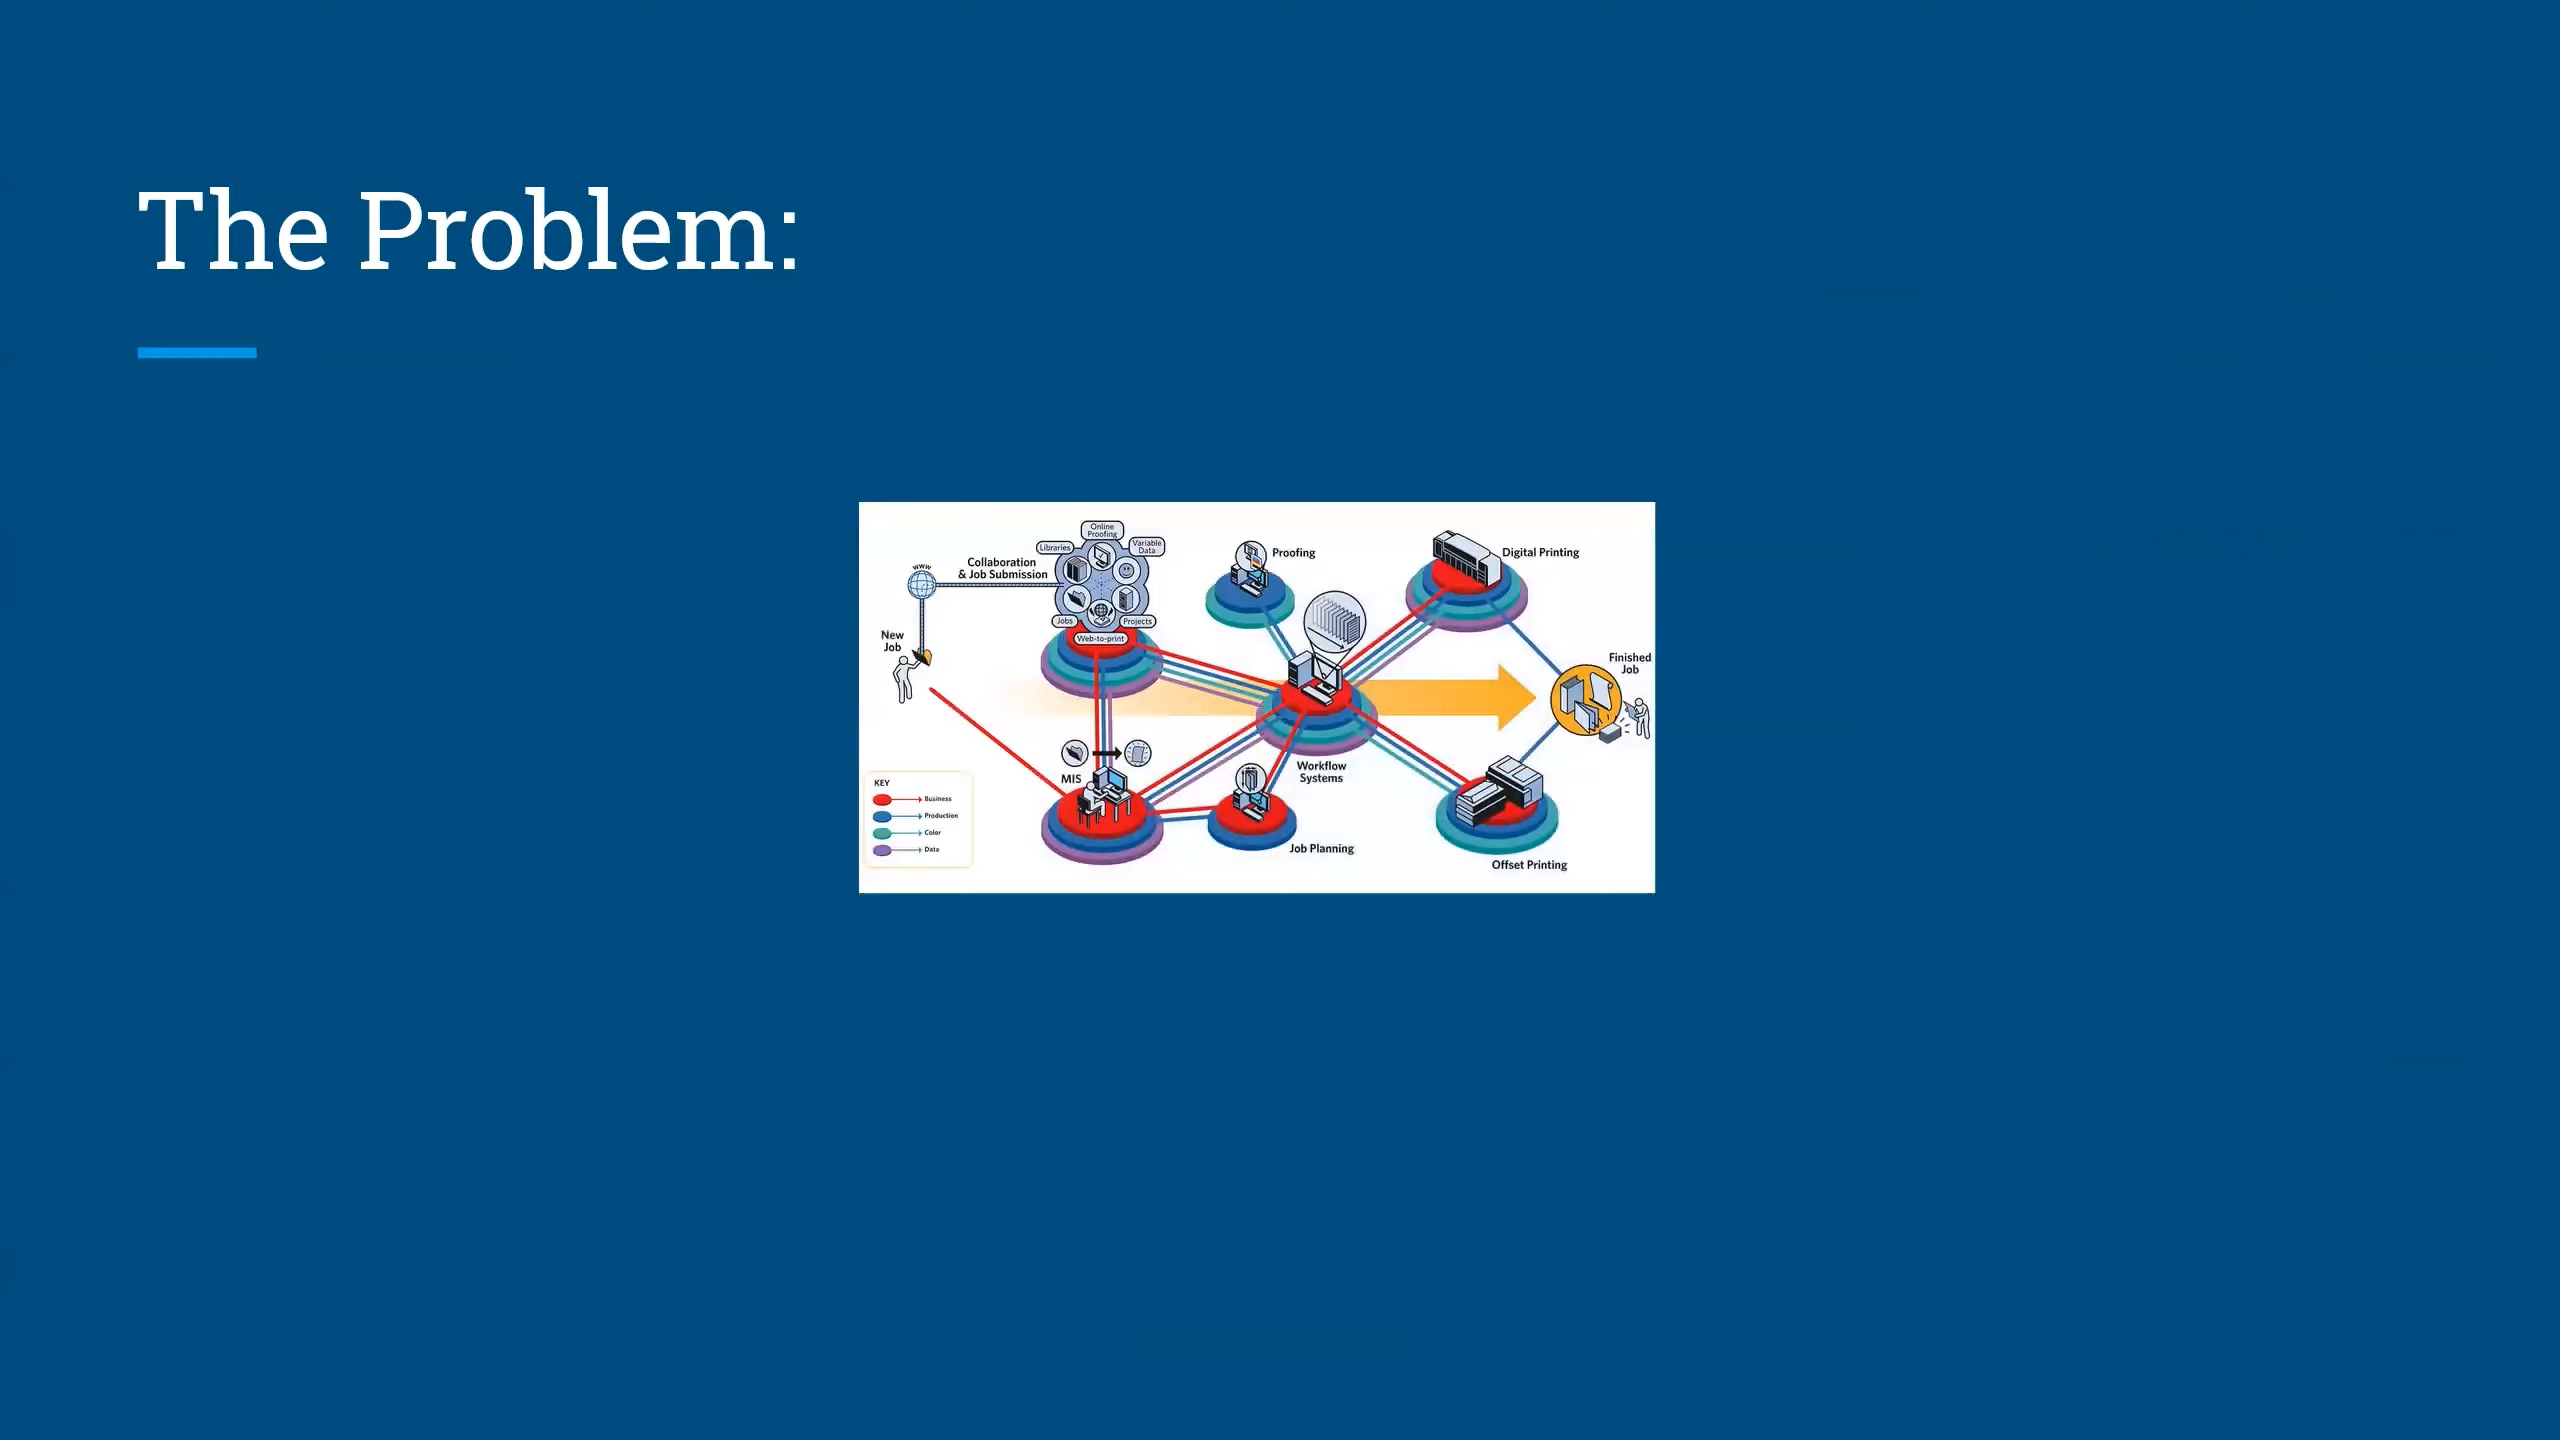 The Problem:
Online
Proofing
Libraries
Variable
Data
Collaboration
& Job Submission
www
New
Job
Jobs
Projects
Web-to-print
Proofing
Digital Printing
Finished
Job
MIS
Workflow
Systems
Job Planning
Offset Printing
KEY
Business
Production
Color
Data